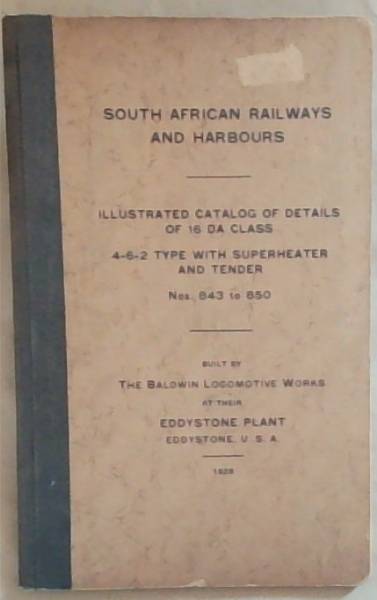 SOUTH AFRICAN RAILWAYS
AND HARBOURS
ILLUSTRATED CATALOG OF DETAILS
OF 16 DA CLASS
4-6-2 TYPE WITH SUPERHEATER
AND TENDER
Nos. 843 to 850
BUILT BY
THE BALDWIN LOCOMOTIVE WORKS
AT THEIR
EDDYSTONE PLANT
EDDYSTONE, U. S. A.